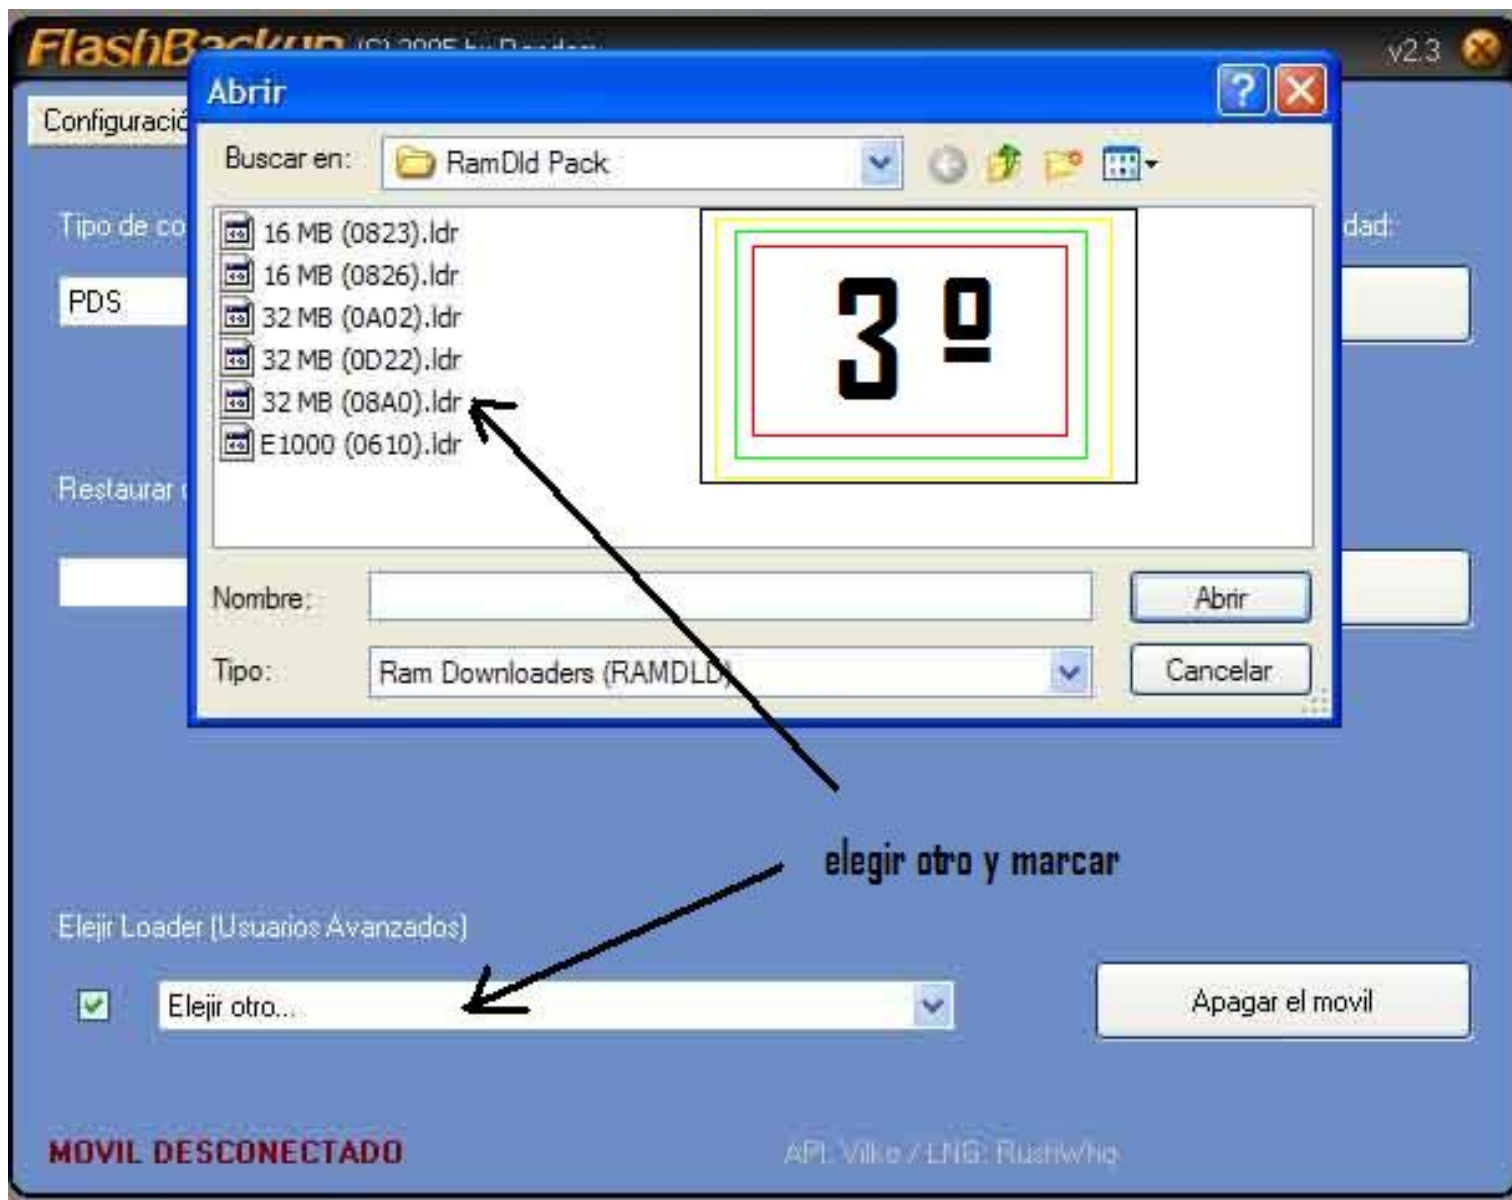 FlashBackup (C) 2005 by
v2.3
Abrir
Configuració
Buscar en:
RamDld Pack
Tipo de co
dad:
16 MB (0823).ldr
16 MB (0826).ldr
32 MB (0A02).ldr
32 MB (0D22).ldr
32 MB (08A0).ldr
E1000 (0610).ldr
3º
PDS
Restaurar
Nombre:
Abrir
Tipo:
Ram Downloaders (RAMDLD)
Cancelar
elegir otro y marcar
Elejir Loader (Usuarios Avanzados)
Elejir otro...
Apagar el movil
MOVIL DESCONECTADO
API: Vilko / LNG: RushWho